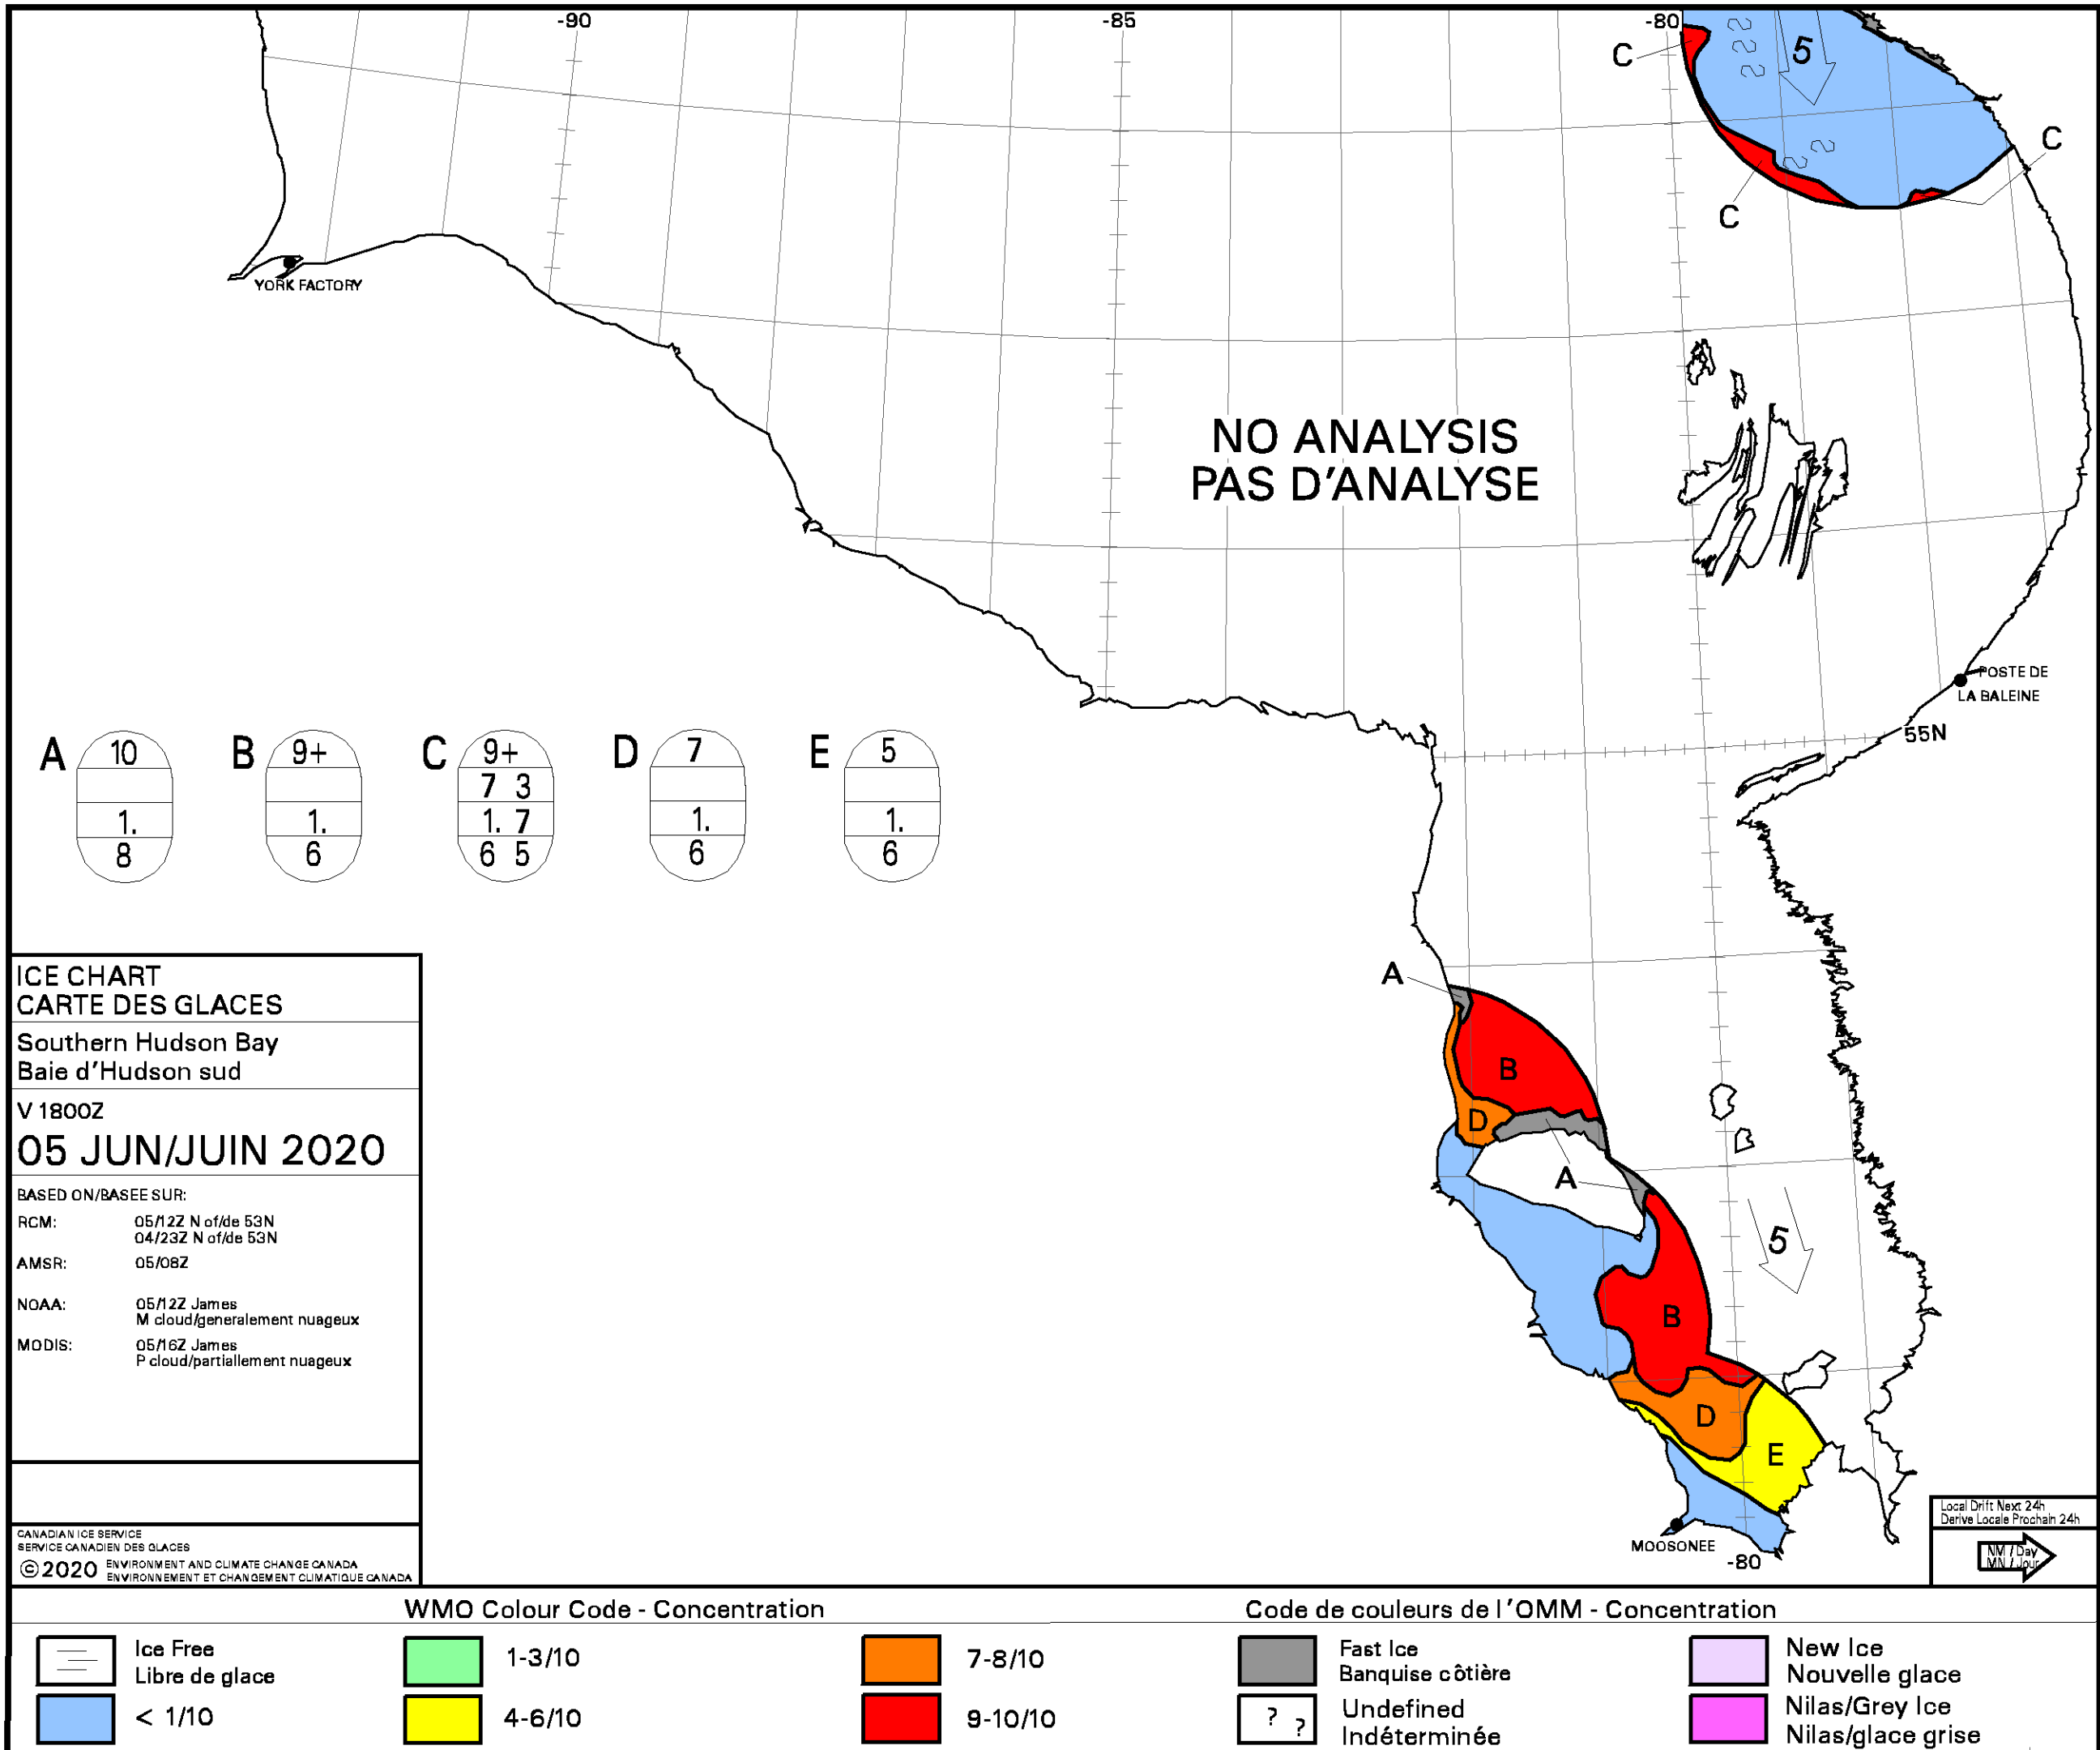 -90
-85
-80
5
C
C
C
YORK FACTORY
NO ANALYSIS
PAS D'ANALYSE
POSTE DE
LA BALEINE
55N
A
10
1.
8
B
9+
1.
6
C
9+
7 3
1. 7
6 5
D
7
1.
6
E
5
1.
6
A
B
D
A
5
B
D
E
MOOSONEE
-80
ICE CHART
CARTE DES GLACES
Southern Hudson Bay
Baie d'Hudson sud
V 1800Z
05 JUN/JUIN 2020
BASED ON/BASEE SUR:
RCM: 05/12Z N of/de 53N
04/23Z N of/de 53N
AMSR: 05/08Z
NOAA: 05/12Z James
M cloud/generalement nuageux
MODIS: 05/16Z James
P cloud/partiallement nuageux
CANADIAN ICE SERVICE
SERVICE CANADIEN DES GLACES
©2020 ENVIRONMENT AND CLIMATE CHANGE CANADA
ENVIRONNEMENT ET CHANGEMENT CLIMATIQUE CANADA
Local Drift Next 24h
Derive Locale Prochain 24h
NM / Day
MN / Jour
WMO Colour Code - Concentration
Code de couleurs de l'OMM - Concentration
Ice Free
Libre de glace
< 1/10
1-3/10
4-6/10
7-8/10
9-10/10
Fast Ice
Banquise côtière
? ?
Undefined
Indéterminée
New Ice
Nouvelle glace
Nilas/Grey Ice
Nilas/glace grise